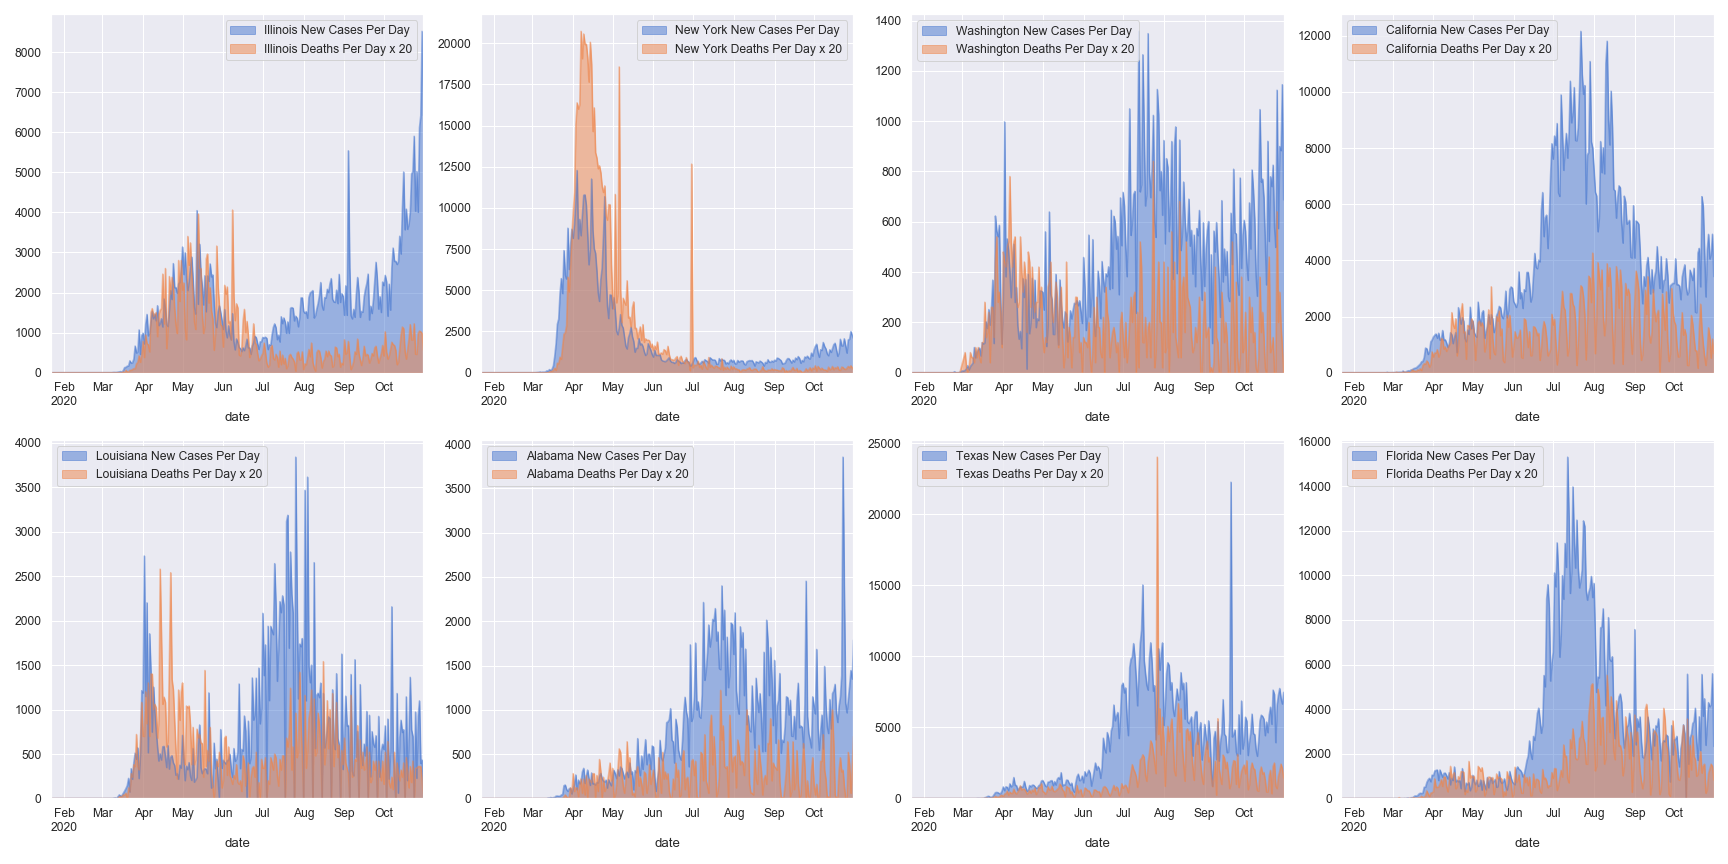 Illinois New Cases Per Day
Illinois Deaths Per Day x 20
8000
7000
6000
5000
4000
3000
2000
1000
0
Feb Mar Apr May Jun Jul Aug Sep Oct
2020
date
New York New Cases Per Day
New York Deaths Per Day x 20
20000
17500
15000
12500
10000
7500
5000
2500
0
Feb Mar Apr May Jun Jul Aug Sep Oct
2020
date
Washington New Cases Per Day
Washington Deaths Per Day x 20
1400
1200
1000
800
600
400
200
0
Feb Mar Apr May Jun Jul Aug Sep Oct
2020
date
California New Cases Per Day
California Deaths Per Day x 20
12000
10000
8000
6000
4000
2000
0
Feb Mar Apr May Jun Jul Aug Sep Oct
2020
date
Louisiana New Cases Per Day
Louisiana Deaths Per Day x 20
4000
3500
3000
2500
2000
1500
1000
500
0
Feb Mar Apr May Jun Jul Aug Sep Oct
2020
date
Alabama New Cases Per Day
Alabama Deaths Per Day x 20
4000
3500
3000
2500
2000
1500
1000
500
0
Feb Mar Apr May Jun Jul Aug Sep Oct
2020
date
Texas New Cases Per Day
Texas Deaths Per Day x 20
25000
20000
15000
10000
5000
0
Feb Mar Apr May Jun Jul Aug Sep Oct
2020
date
Florida New Cases Per Day
Florida Deaths Per Day x 20
16000
14000
12000
10000
8000
6000
4000
2000
0
Feb Mar Apr May Jun Jul Aug Sep Oct
2020
date